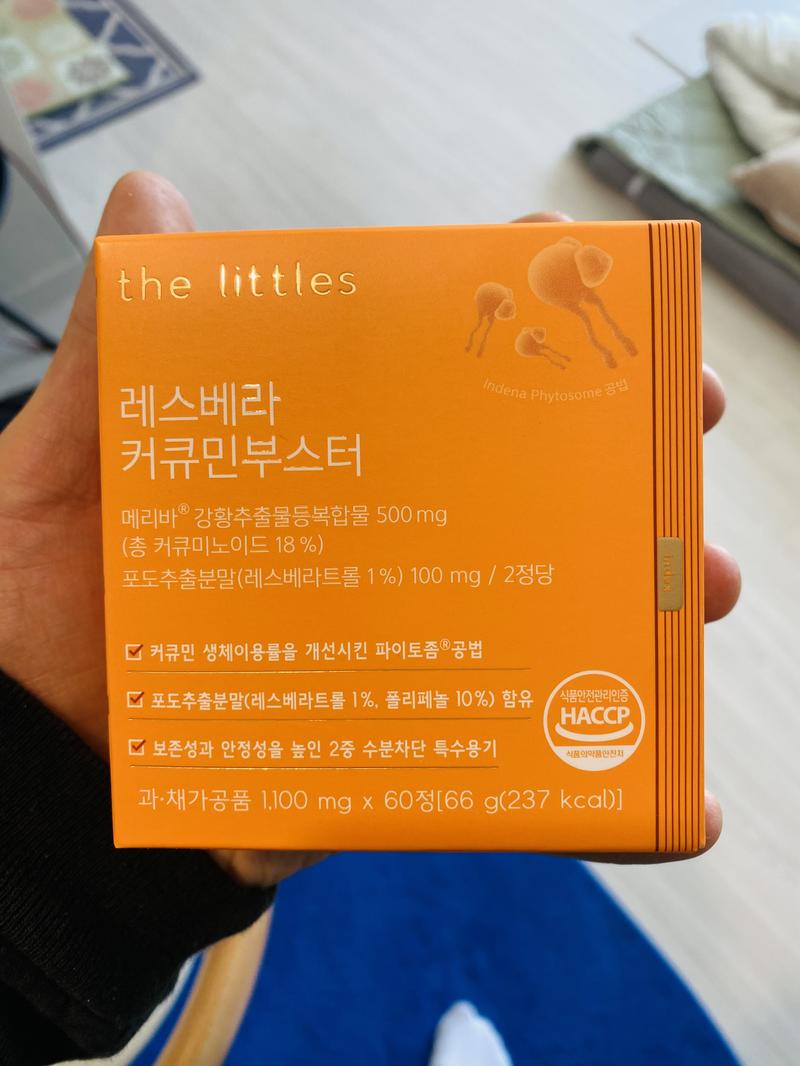 the littles
Indena Phytosome 공법
레스베라
커큐민부스터
메리바® 강황추출물등복합물 500 mg
(총 커큐미노이드 18 %)
포도추출분말(레스베라트롤 1 %) 100 mg / 2정당
커큐민 생체이용률을 개선시킨 파이토좀®공법
포도추출분말(레스베라트롤 1%, 폴리페놀 10%) 함유
보존성과 안정성을 높인 2중 수분차단 특수용기
식품안전관리인증
HACCP
식품의약품안전처
과·채가공품 1,100 mg x 60정[66 g(237 kcal)]